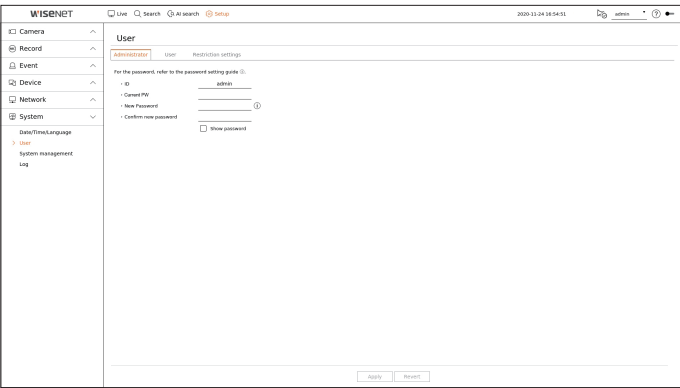 WISENET
Live Search AI search Setup
2020-11-24 16:54:51
admin
Camera
Record
Event
Device
Network
System
Date/Time/Language
User
System management
Log
User
Administrator User Restriction settings
For the password, refer to the password setting guide
ID admin
Current PW
New Password
Confirm new password
Show password
Apply Revert